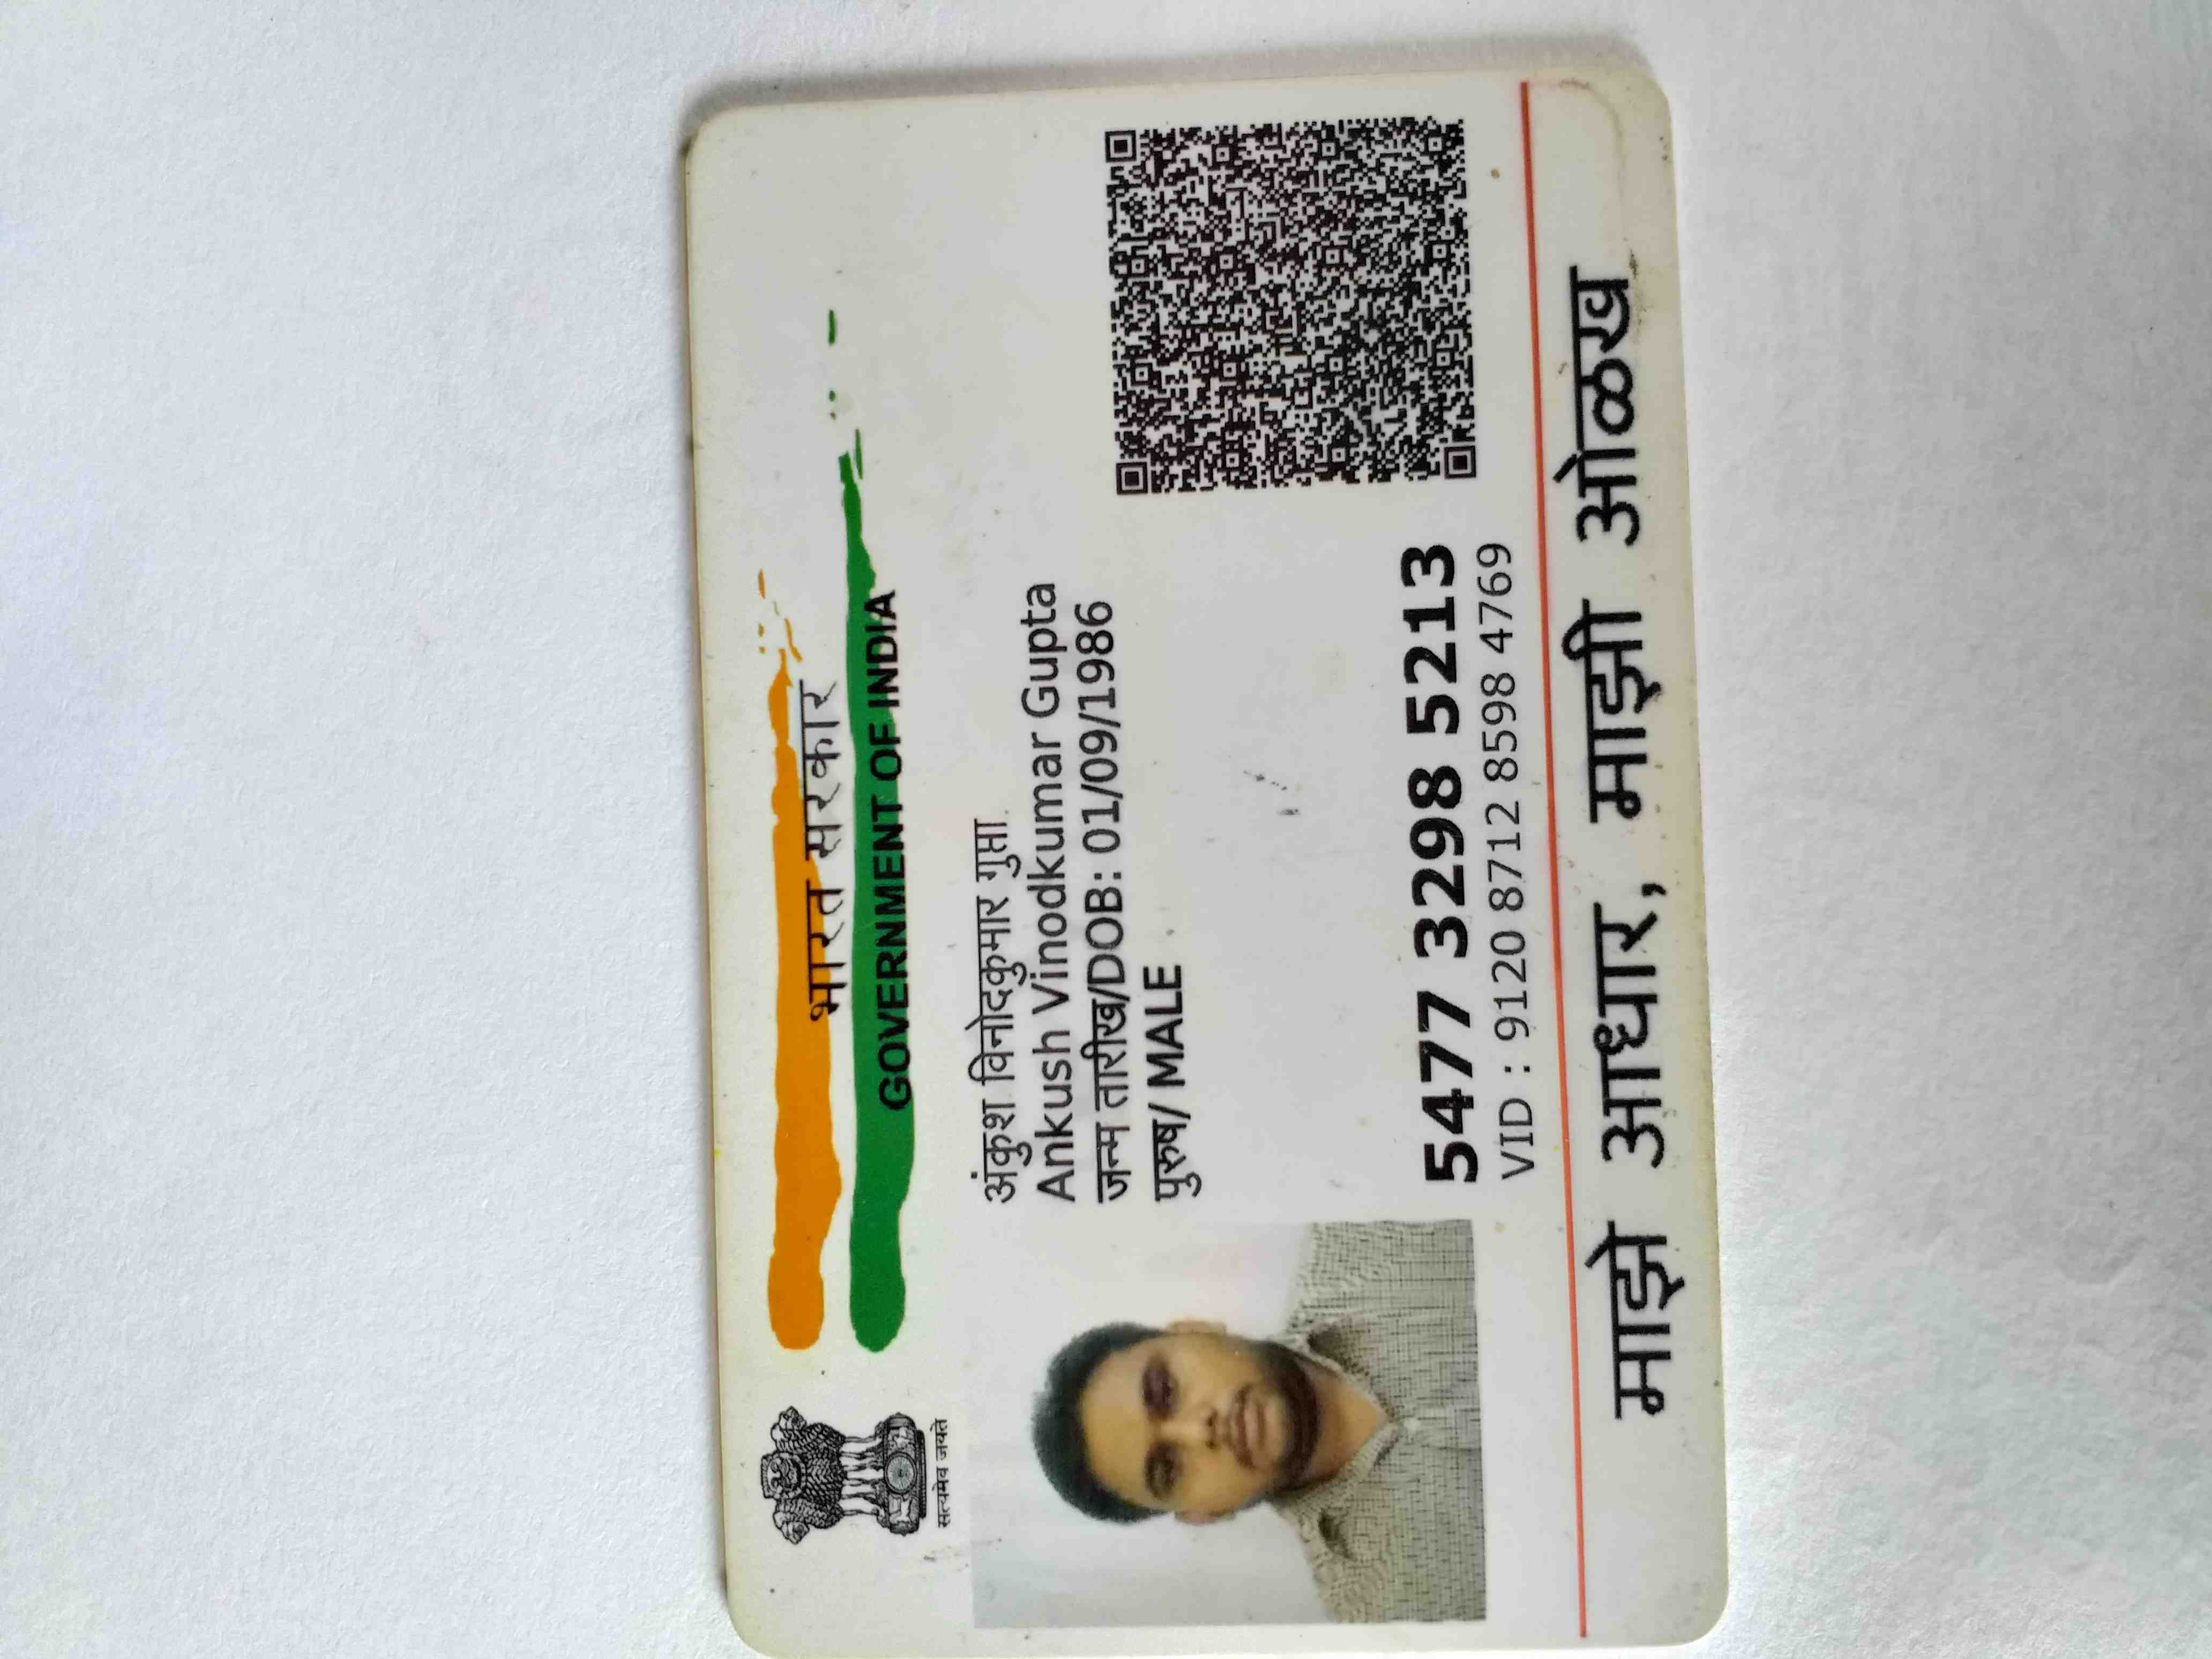 भारत सरकार
GOVERNMENT OF INDIA
सत्यमेव जयते
अंकुश विनोदकुमार गुप्ता
Ankush Vinodkumar Gupta
जन्म तारीख/DOB: 01/09/1986
पुरुष/ MALE
5477 3298 5213
VID : 9120 8712 8598 4769
माझे आधार, माझी ओळख